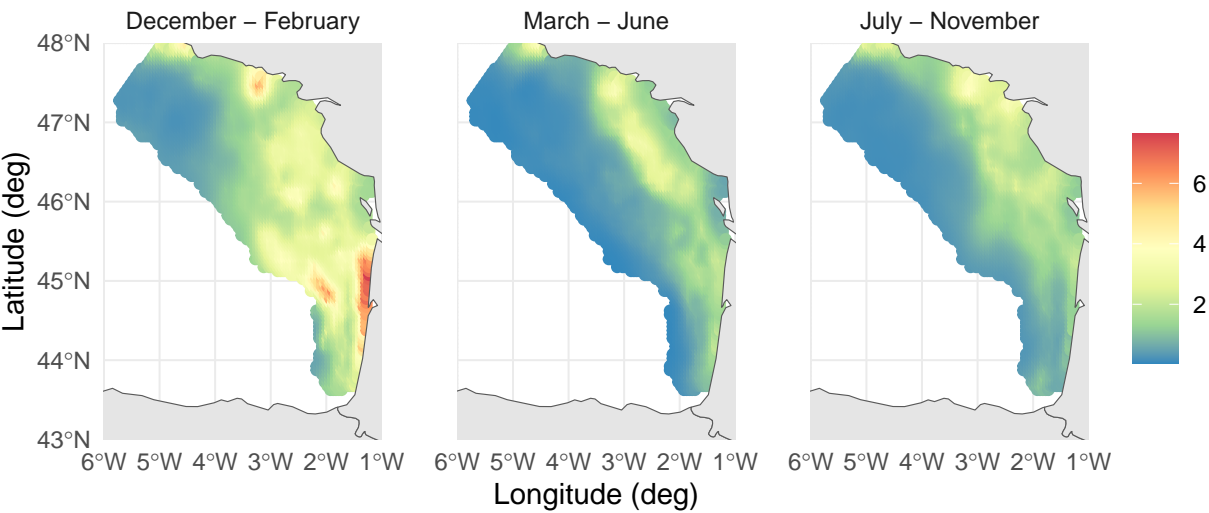 December − February
March − June
July − November
48°N
47°N
46°N
45°N
44°N
43°N
Latitude (deg)
6°W 5°W 4°W 3°W 2°W 1°W
6°W 5°W 4°W 3°W 2°W 1°W
6°W 5°W 4°W 3°W 2°W 1°W
Longitude (deg)
6
4
2